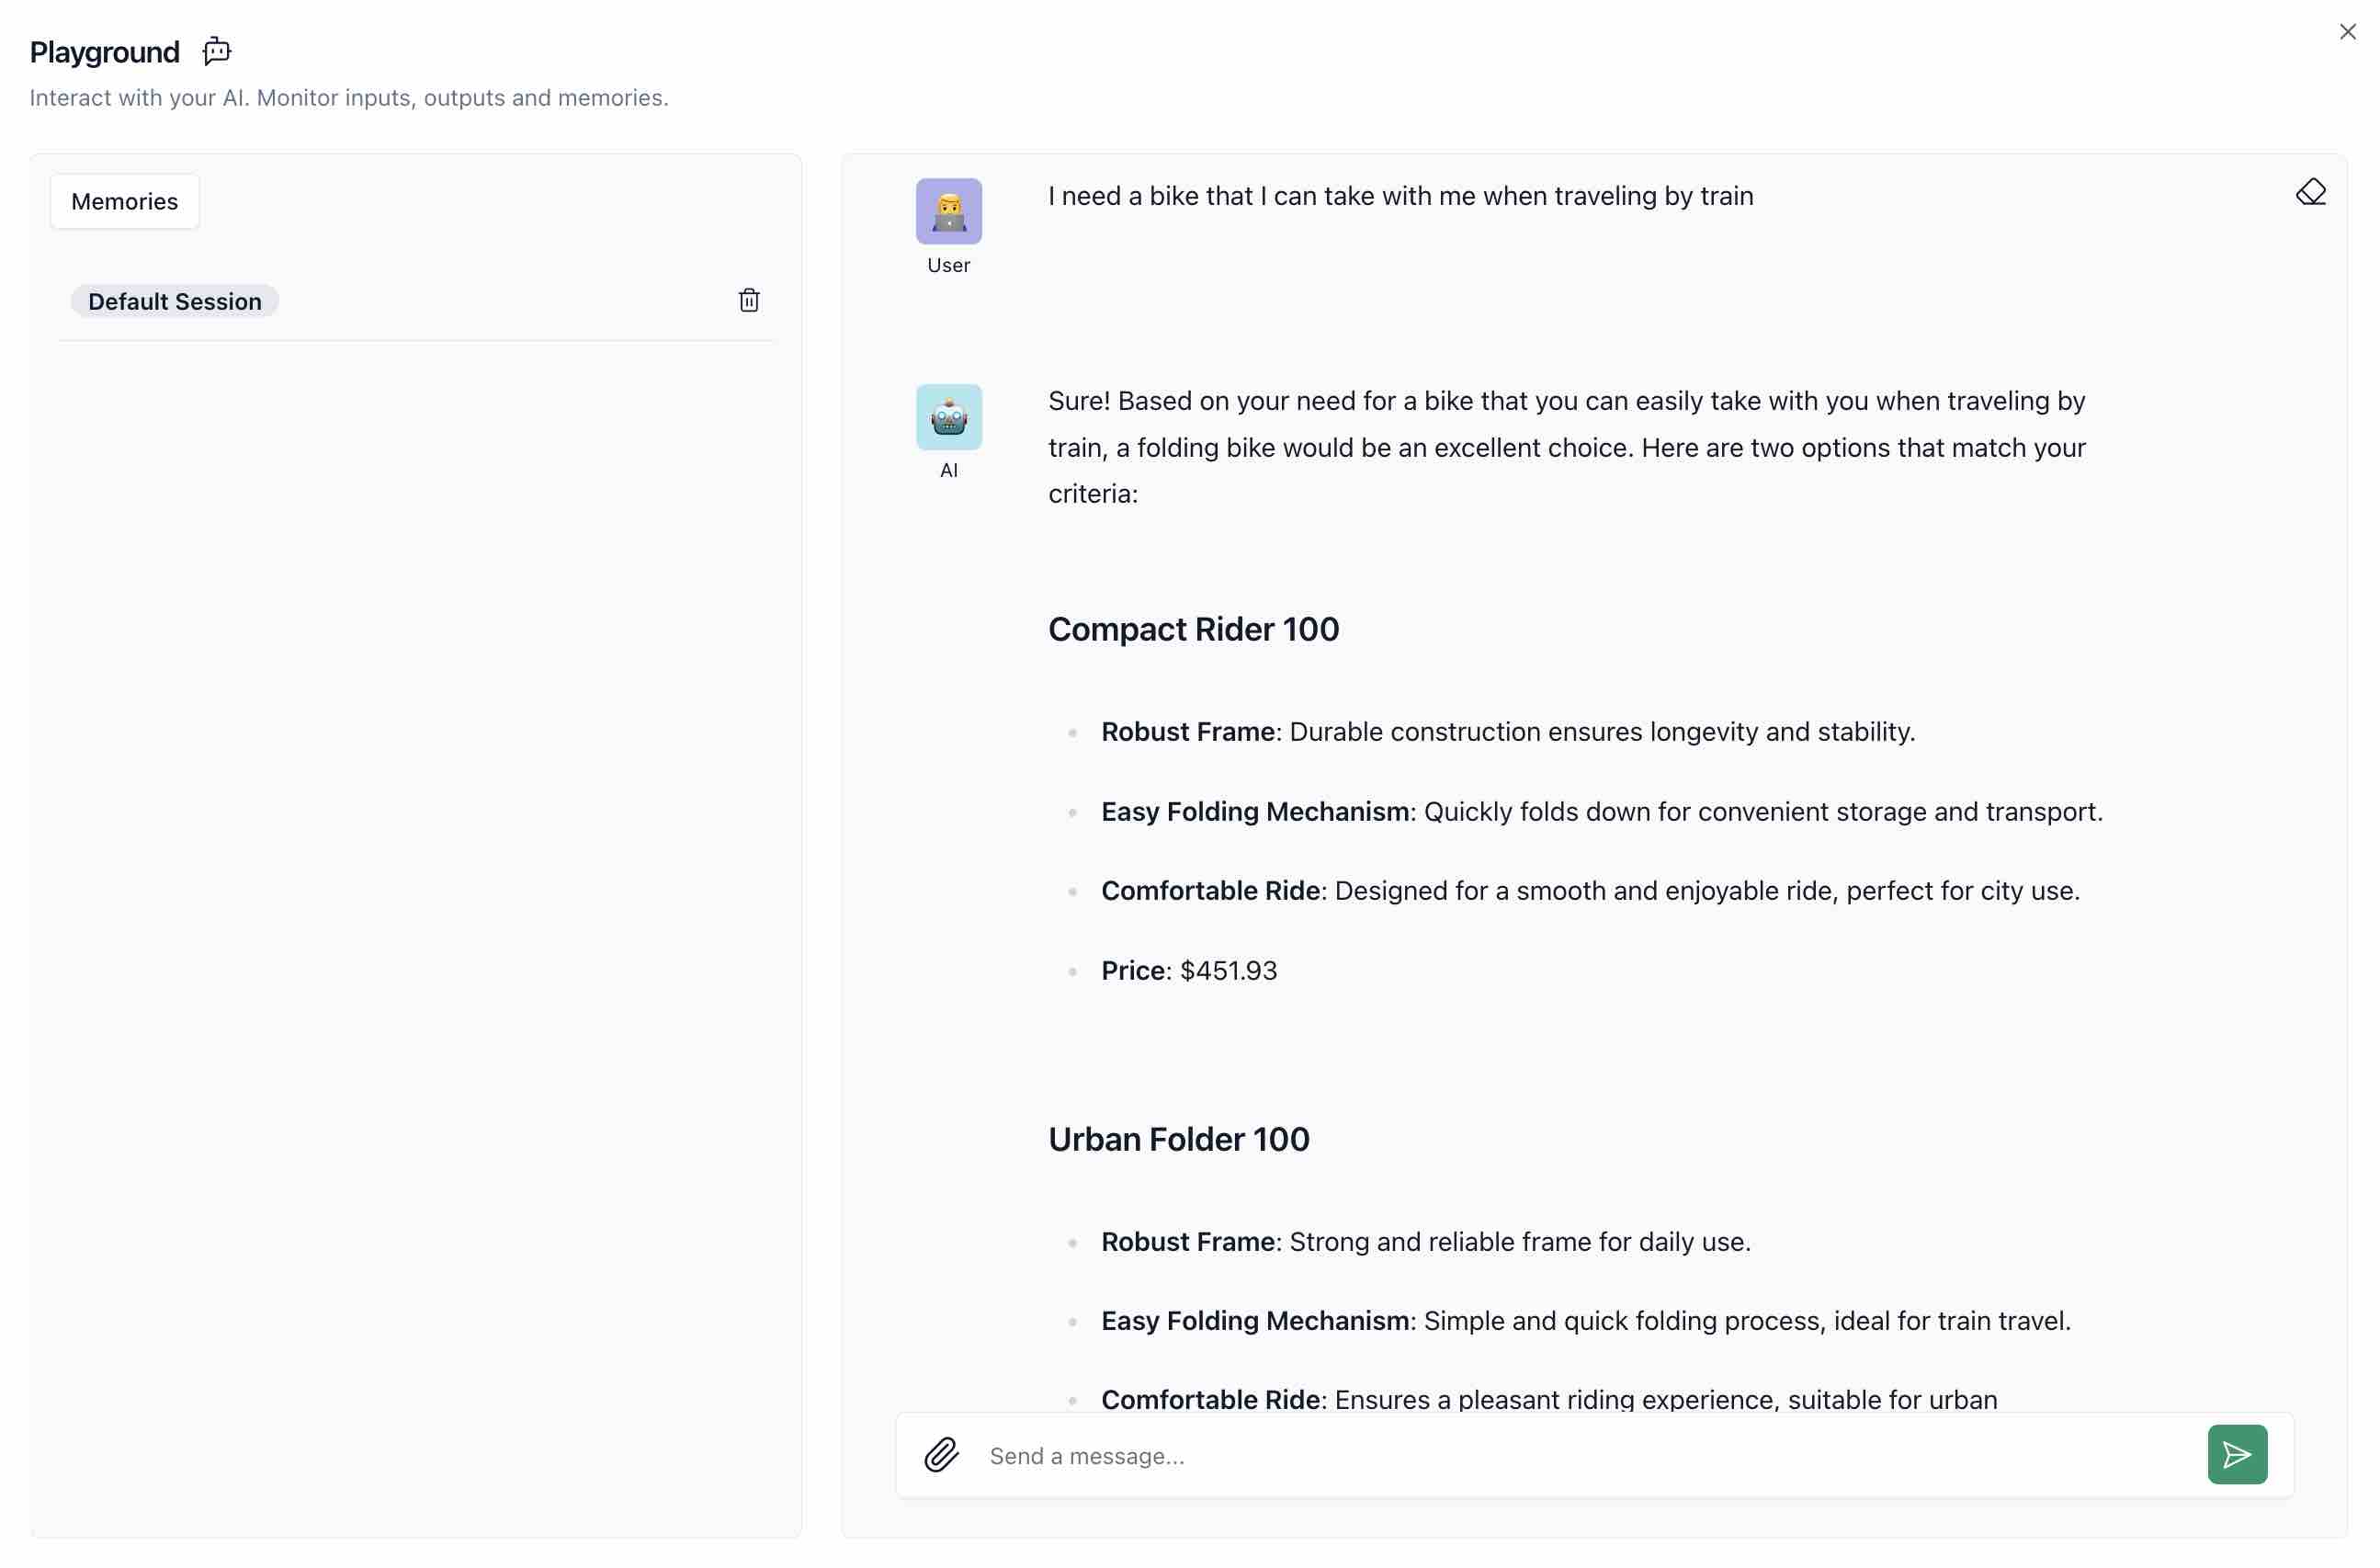 Playground
Interact with your AI. Monitor inputs, outputs and memories.
Memories
Default Session
User
I need a bike that I can take with me when traveling by train
AI
Sure! Based on your need for a bike that you can easily take with you when traveling by
train, a folding bike would be an excellent choice. Here are two options that match your
criteria:
Compact Rider 100
Robust Frame: Durable construction ensures longevity and stability.
Easy Folding Mechanism: Quickly folds down for convenient storage and transport.
Comfortable Ride: Designed for a smooth and enjoyable ride, perfect for city use.
Price: $451.93
Urban Folder 100
Robust Frame: Strong and reliable frame for daily use.
Easy Folding Mechanism: Simple and quick folding process, ideal for train travel.
Comfortable Ride: Ensures a pleasant riding experience, suitable for urban
Send a message...